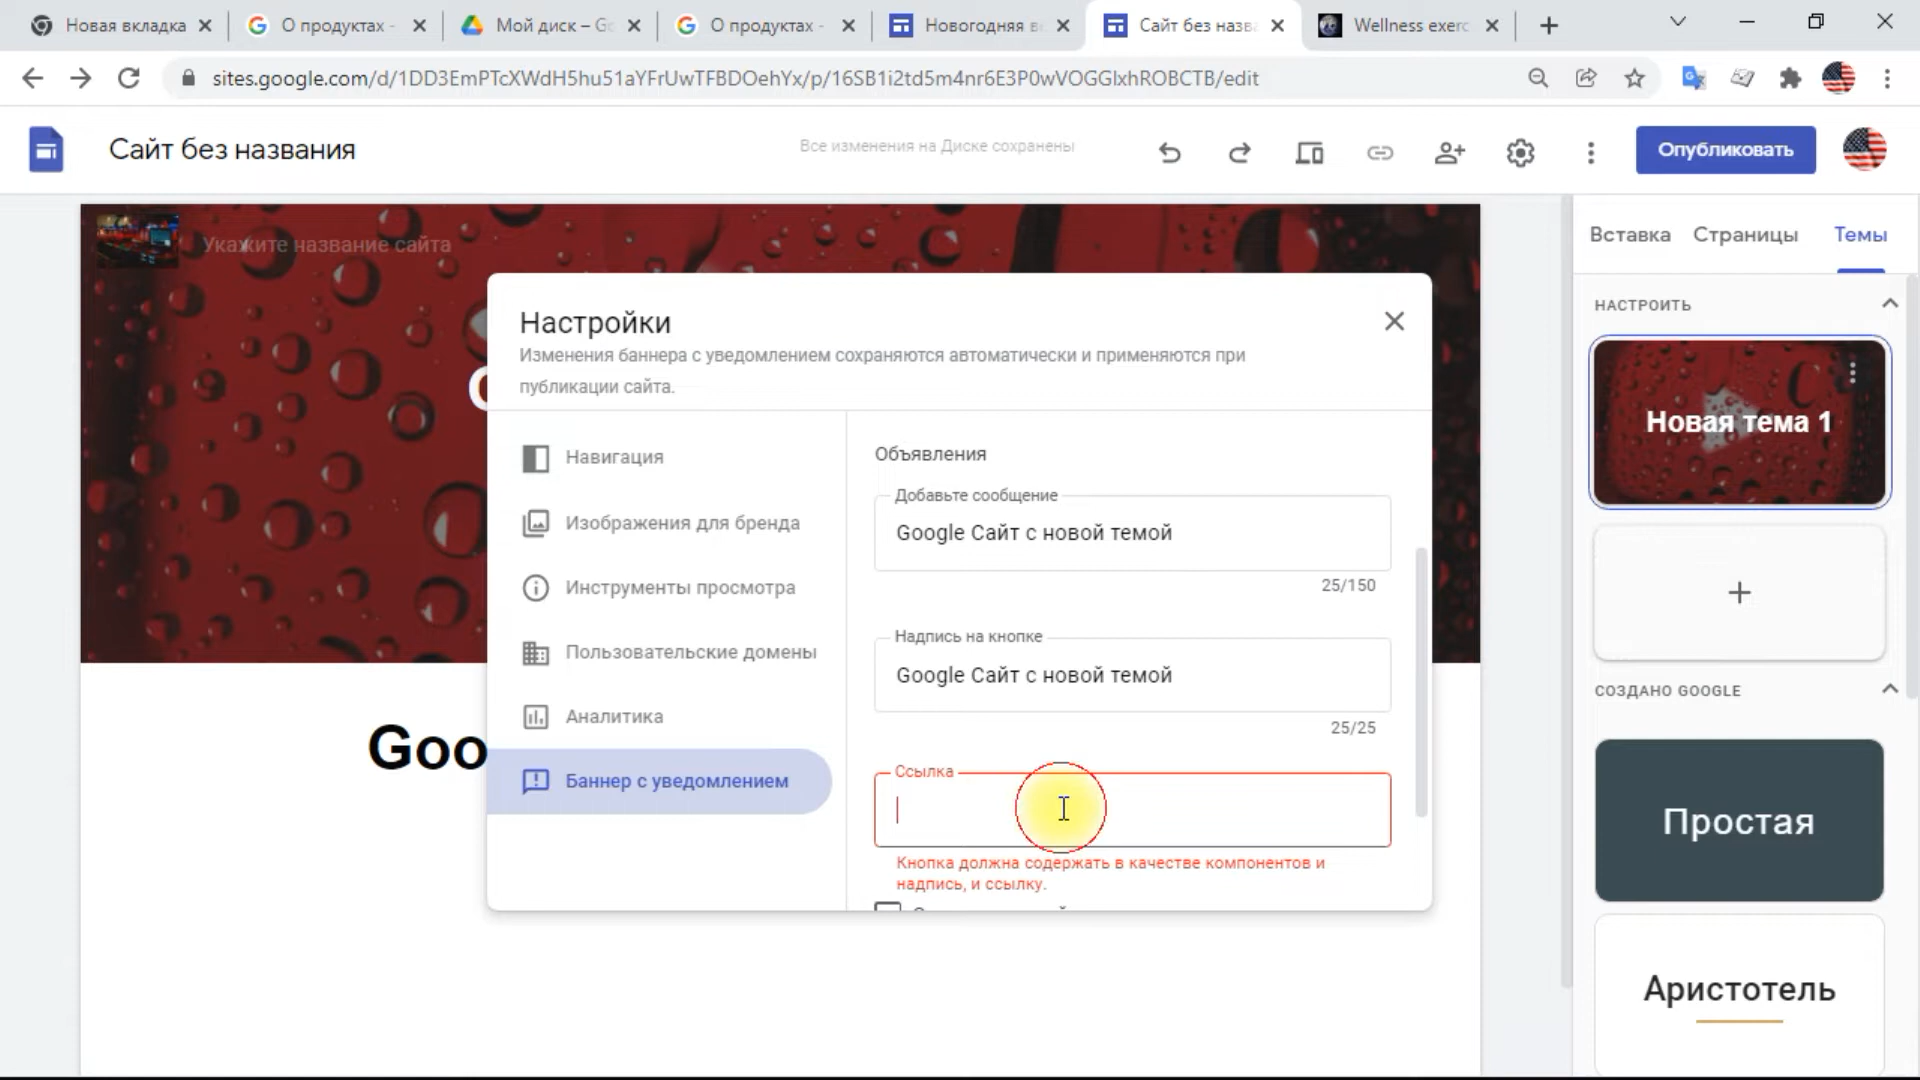 Новая вкладка
О продуктах -
Мой диск – Go
О продуктах -
Новогодняя в
Сайт без назва
Wellness exerc
sites.google.com/d/1DD3EmPTcXWdH5hu51aYFrUwTFBDOehYx/p/16SB1i2td5m4nr6E3P0wVOGGlxhROBCTB/edit
Сайт без названия
Все изменения на Диске сохранены
Опубликовать
Укажите название сайта
Вставка
Страницы
Темы
НАСТРОИТЬ
Новая тема 1
+
СОЗДАНО GOOGLE
Простая
Аристотель
Goo
Настройки
Изменения баннера с уведомлением сохраняются автоматически и применяются при
публикации сайта.
Навигация
Изображения для бренда
Инструменты просмотра
Пользовательские домены
Аналитика
Баннер с уведомлением
Объявления
Добавьте сообщение
Google Сайт с новой темой
25/150
Надпись на кнопке
Google Сайт с новой темой
25/25
Ссылка
Кнопка должна содержать в качестве компонентов и
надпись, и ссылку.